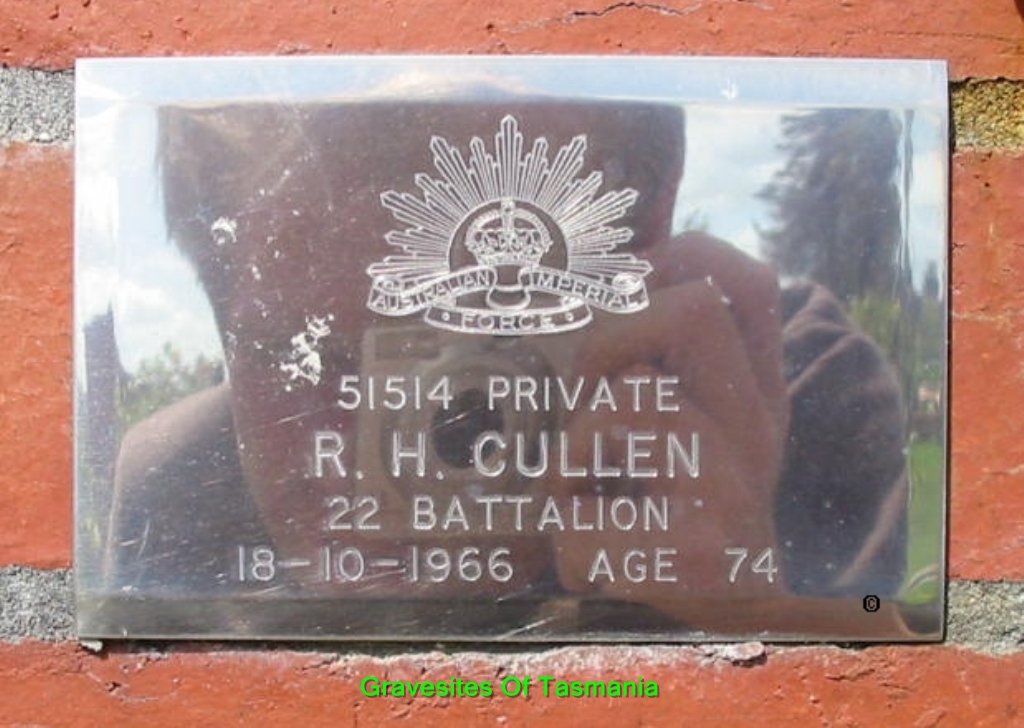 AUSTRALIAN IMPERIAL
FORCE
51514 PRIVATE
R. H. CULLEN
22 BATTALION
18-10-1966 AGE 74
©
Gravesites Of Tasmania